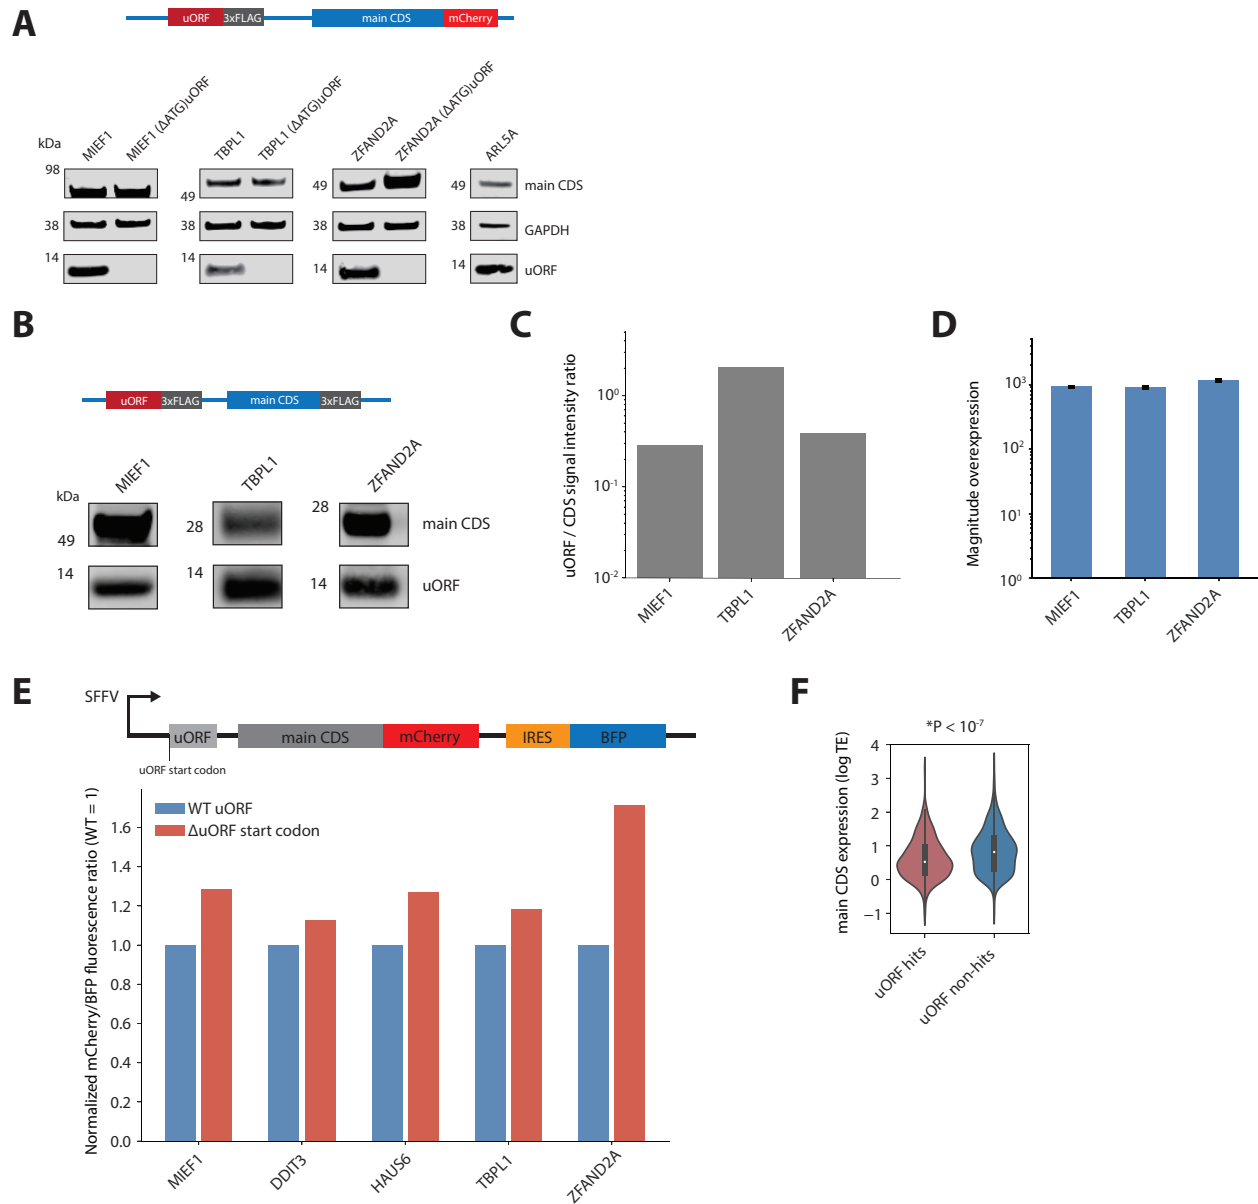 A
uORF 3xFLAG main CDS mCherry
MIEF1 MIEF1 (ΔATG)uORF TBPL1 TBPL1 (ΔATG)uORF ZFAND2A ZFAND2A (ΔATG)uORF ARL5A
kDa
98 49 49 49 main CDS
38 38 38 38 GAPDH
14 14 14 14 uORF
B
uORF 3xFLAG main CDS 3xFLAG
MIEF1 TBPL1 ZFAND2A
kDa
49 28 28 main CDS
14 14 14 uORF
C
uORF / CDS signal intensity ratio
10⁰
10⁻¹
10⁻²
MIEF1 TBPL1 ZFAND2A
D
Magnitude overexpression
10³
10²
10¹
10⁰
MIEF1 TBPL1 ZFAND2A
E
SFFV
uORF main CDS mCherry IRES BFP
uORF start codon
Normalized mCherry/BFP fluorescence ratio (WT = 1)
WT uORF
ΔuORF start codon
1.6
1.4
1.2
1.0
0.8
0.6
0.4
0.2
0.0
MIEF1 DDIT3 HAUS6 TBPL1 ZFAND2A
F
*P < 10⁻⁷
main CDS expression (log TE)
4
3
2
1
0
−1
uORF hits uORF non-hits